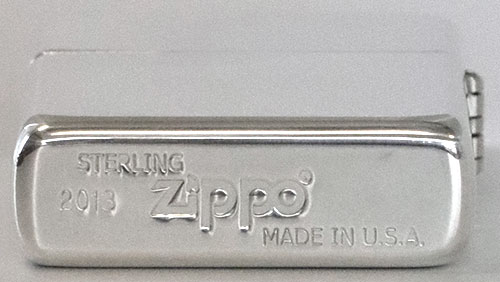 STERLING
2013 Zippo
MADE IN U.S.A.